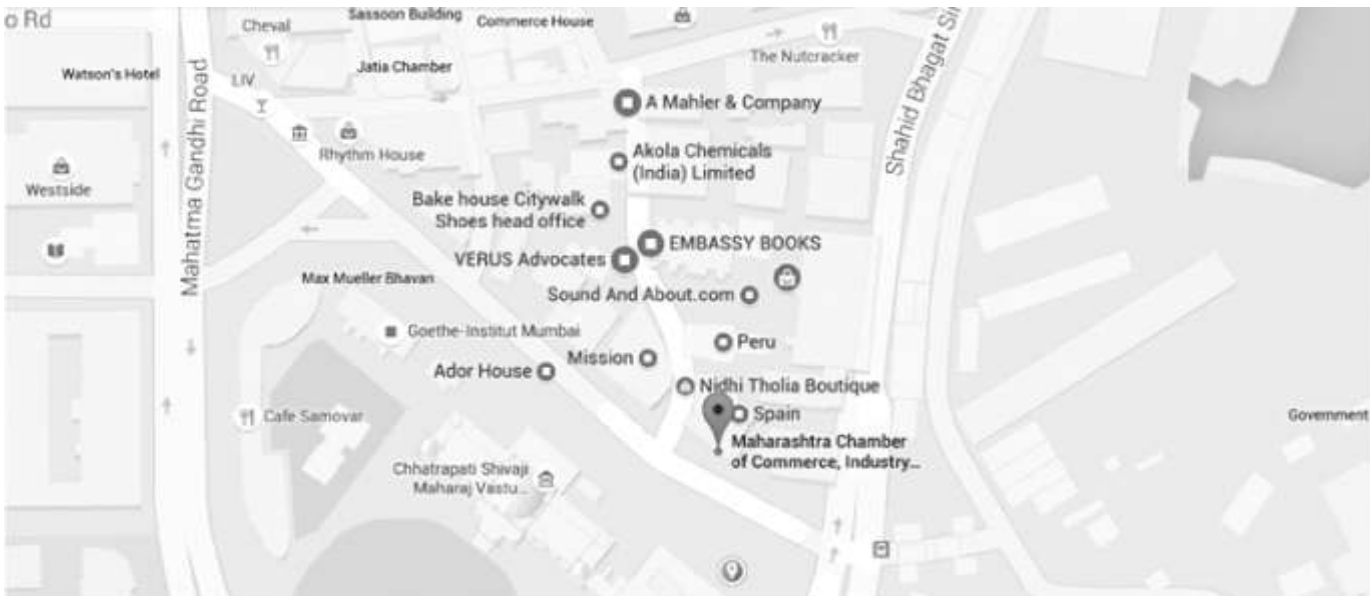 o Rd
Sassoon Building
Commerce House
Cheval
The Nutcracker
Watson's Hotel
Jatia Chamber
LIV
A Mahler & Company
Mahatma Gandhi Road
Shahid Bhagat Sin
Rhythm House
Akola Chemicals
(India) Limited
Westside
Bake house Citywalk
Shoes head office
EMBASSY BOOKS
VERUS Advocates
Max Mueller Bhavan
Sound And About.com
Goethe-Institut Mumbai
Peru
Mission
Ador House
Nidhi Tholia Boutique
Cafe Samovar
Spain
Government
Maharashtra Chamber
of Commerce, Industry...
Chhatrapati Shivaji
Maharaj Vastu...